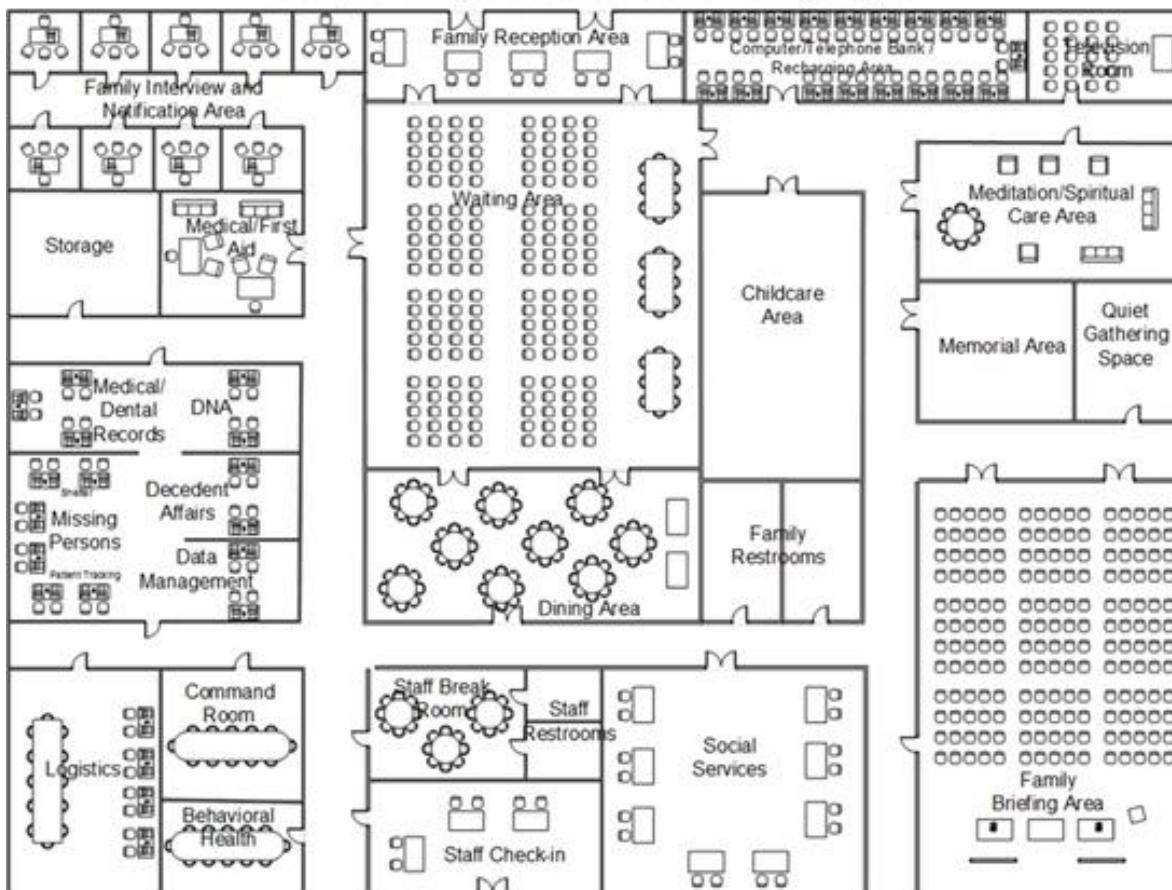 Family Reception Area
Computer/Telephone Bank /
Recharging Area
Television
Room
Family Interview and
Notification Area
Waiting Area
Meditation/Spiritual
Care Area
Storage
Medical/First
Aid
Childcare
Area
Memorial Area
Quiet
Gathering
Space
Medical/
Dental
Records
DNA
Shelter
Missing
Persons
Patient Tracking
Decedent
Affairs
Data
Management
Family
Restrooms
Dining Area
Command
Room
Logistics
Behavioral
Health
Staff Break
Room
Staff
Restrooms
Social
Services
Staff Check-in
Family
Briefing Area